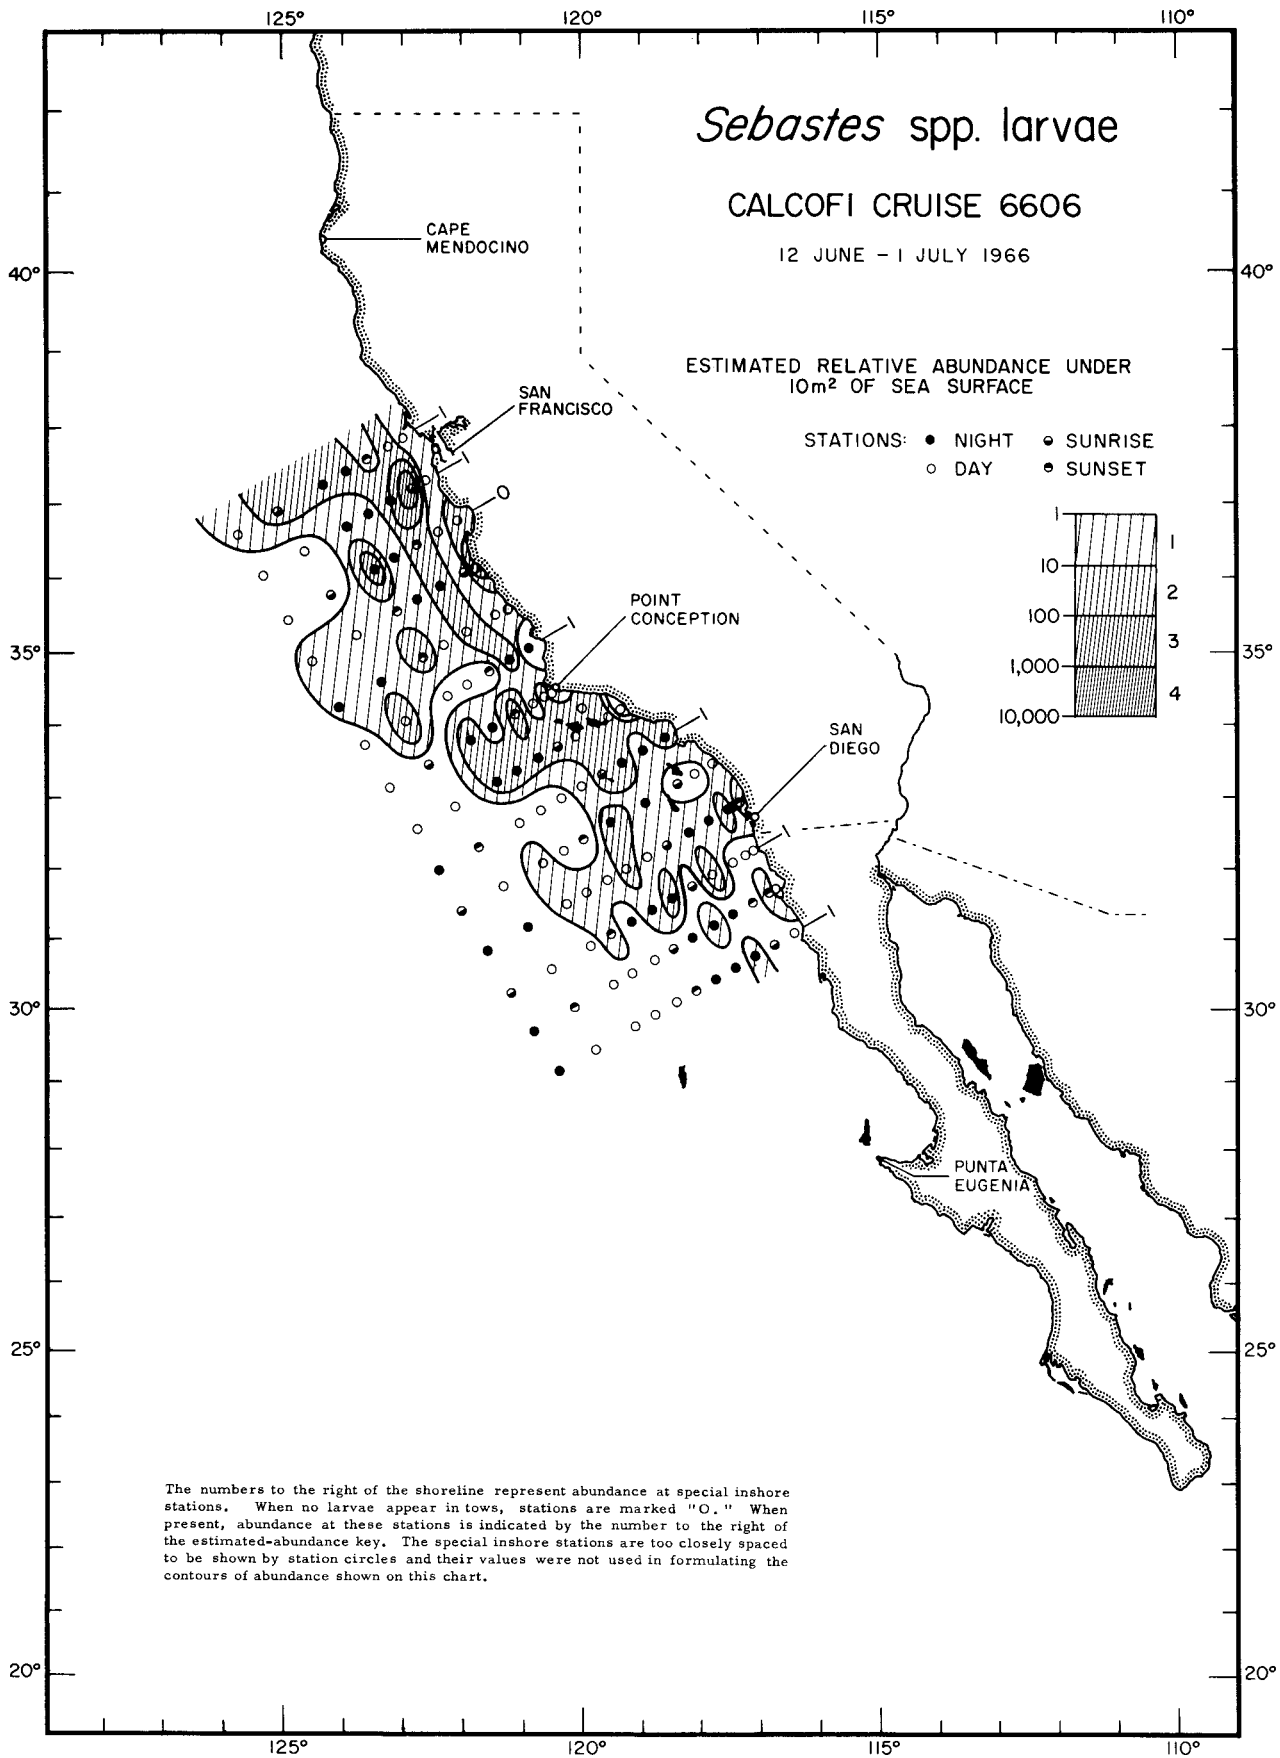 125° 120° 115° 110°
Sebastes spp. larvae
CALCOFI CRUISE 6606
12 JUNE – 1 JULY 1966
CAPE
MENDOCINO
40° 40°
ESTIMATED RELATIVE ABUNDANCE UNDER
10m² OF SEA SURFACE
SAN
FRANCISCO
STATIONS: ● NIGHT SUNRISE
○ DAY SUNSET
1
1
0
1
1
10
2
100
3
1,000
4
10,000
POINT
CONCEPTION
1
35° 35°
1
SAN
DIEGO
1
1
30° 30°
PUNTA
EUGENIA
25° 25°
The numbers to the right of the shoreline represent abundance at special inshore
stations. When no larvae appear in tows, stations are marked "O." When
present, abundance at these stations is indicated by the number to the right of
the estimated-abundance key. The special inshore stations are too closely spaced
to be shown by station circles and their values were not used in formulating the
contours of abundance shown on this chart.
20° 20°
125° 120° 115° 110°